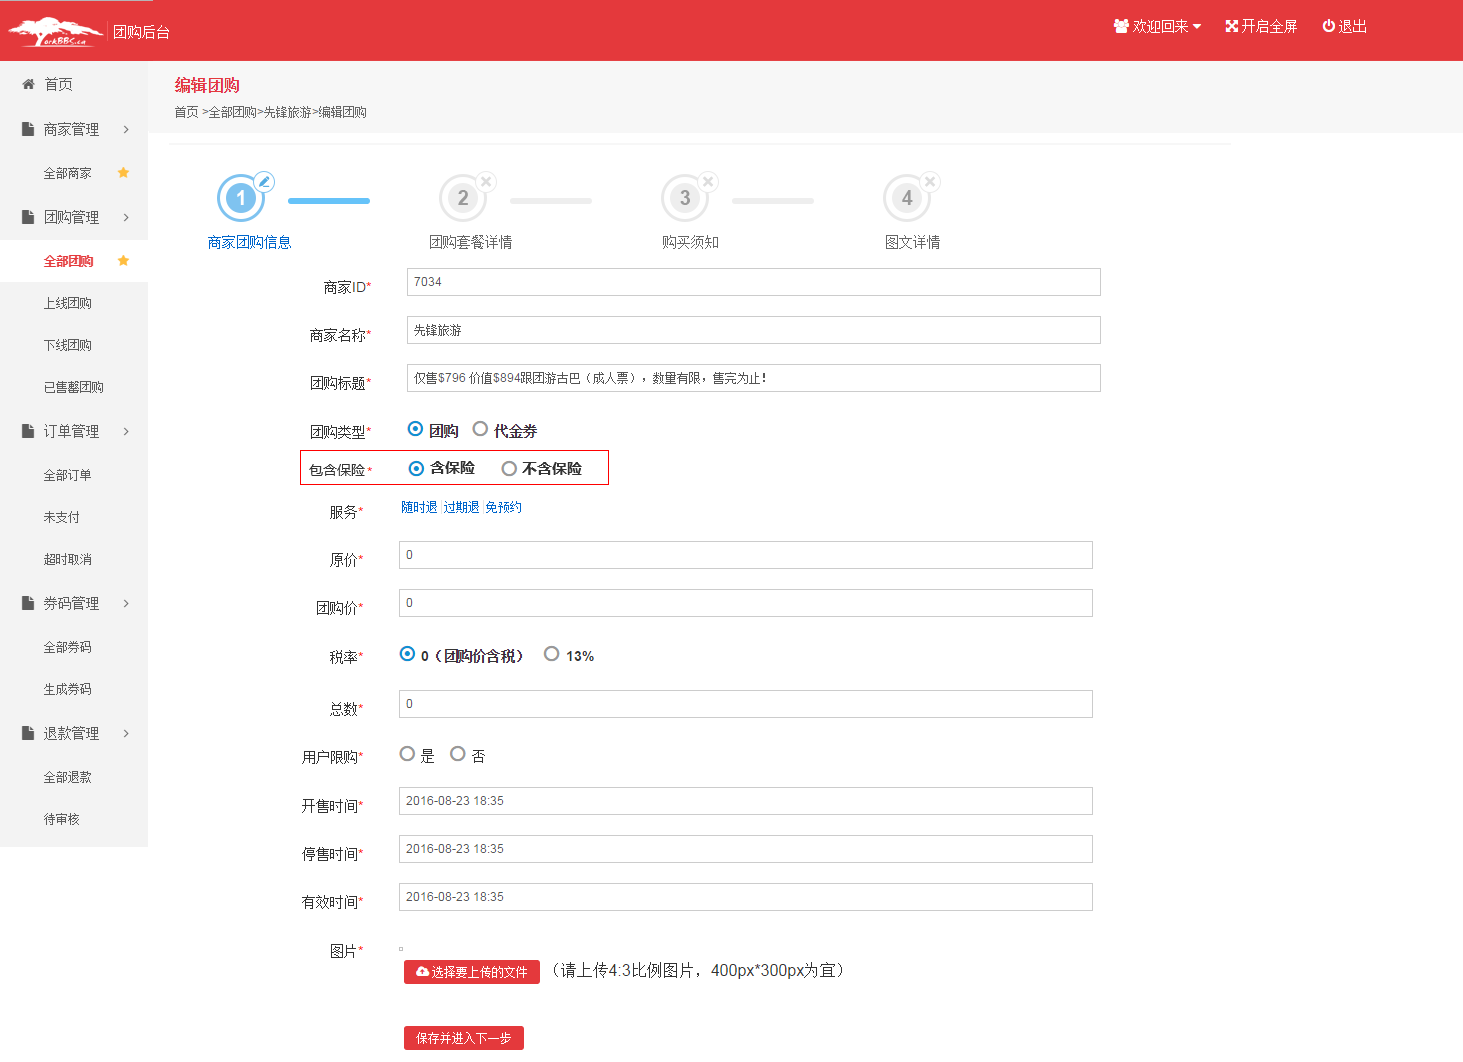 YorkBBS.ca 团购后台
欢迎回来 开启全屏 退出
首页
商家管理
全部商家
团购管理
全部团购
上线团购
下线团购
已售罄团购
订单管理
全部订单
未支付
超时取消
券码管理
全部券码
生成券码
退款管理
全部退款
待审核
编辑团购
首页 >全部团购>先锋旅游>编辑团购
1 2 3 4
商家团购信息 团购套餐详情 购买须知 图文详情
商家ID* 7034
商家名称* 先锋旅游
团购标题* 仅售$796 价值$894跟团游古巴（成人票），数量有限，售完为止！
团购类型* 团购 代金券
包含保险* 含保险 不含保险
服务* 随时退 过期退 免预约
原价* 0
团购价* 0
税率* 0（团购价含税） 13%
总数* 0
用户限购* 是 否
开售时间* 2016-08-23 18:35
停售时间* 2016-08-23 18:35
有效时间* 2016-08-23 18:35
图片*
选择要上传的文件 （请上传4:3比例图片，400px*300px为宜）
保存并进入下一步